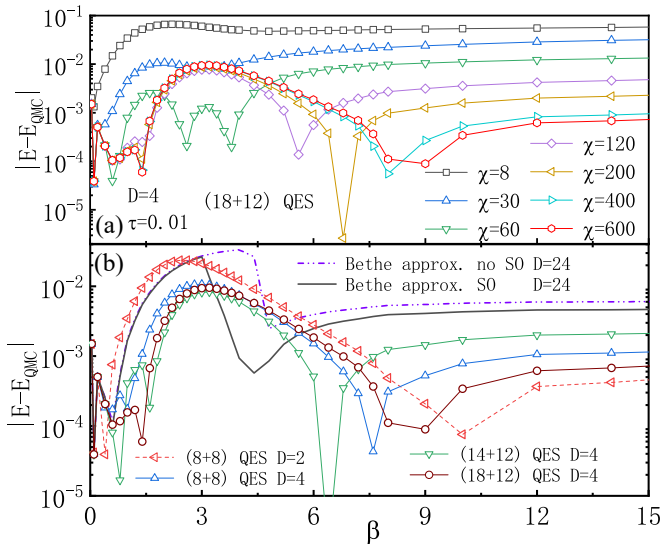 10⁻¹
10⁻²
10⁻³
10⁻⁴
10⁻⁵
|E-E_QMC|
D=4
(18+12) QES
(a) τ=0.01
χ=8
χ=30
χ=60
χ=120
χ=200
χ=400
χ=600
(b)
Bethe approx. no SO D=24
Bethe approx. SO D=24
10⁻²
10⁻³
10⁻⁴
10⁻⁵
|E-E_QMC|
(8+8) QES D=2
(8+8) QES D=4
(14+12) QES D=4
(18+12) QES D=4
0 3 6 9 12 15
β